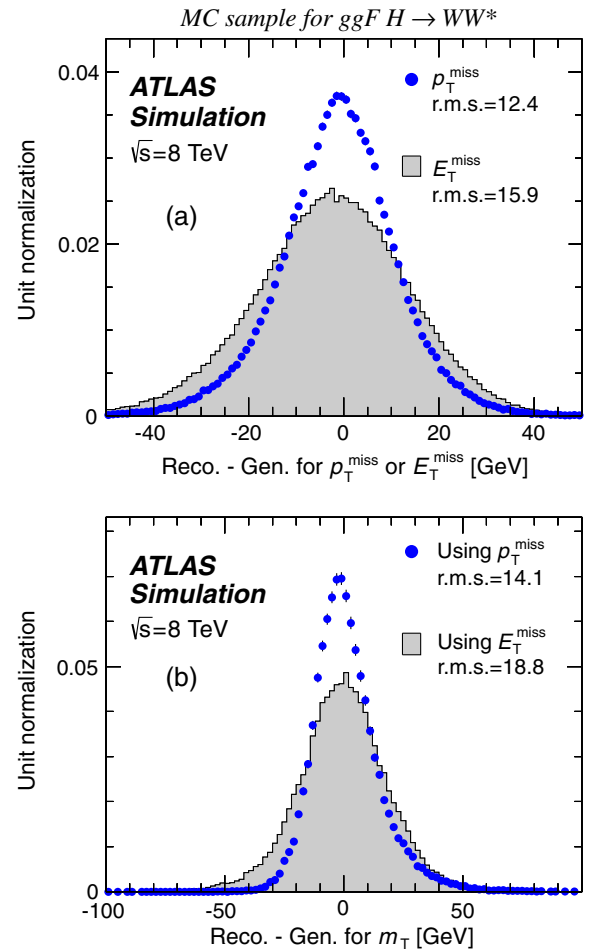 MC sample for ggF H → WW*
0.04
0.02
0
Unit normalization
ATLAS
Simulation
√s=8 TeV
(a)
p_T^miss
r.m.s.=12.4
E_T^miss
r.m.s.=15.9
-40 -20 0 20 40
Reco. - Gen. for p_T^miss or E_T^miss [GeV]
0.05
0
Unit normalization
ATLAS
Simulation
√s=8 TeV
(b)
Using p_T^miss
r.m.s.=14.1
Using E_T^miss
r.m.s.=18.8
-100 -50 0 50
Reco. - Gen. for m_T [GeV]